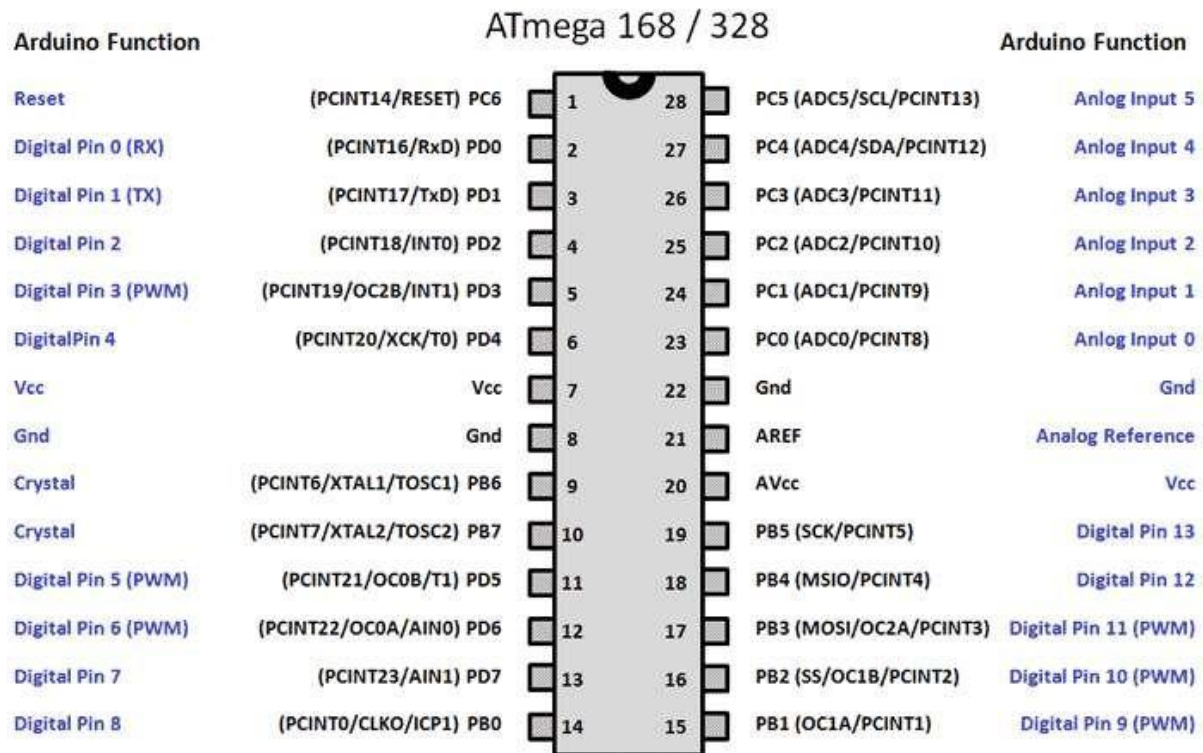 ATmega 168 / 328
Arduino Function Arduino Function
Reset (PCINT14/RESET) PC6 1 28 PC5 (ADC5/SCL/PCINT13) Anlog Input 5
Digital Pin 0 (RX) (PCINT16/RxD) PD0 2 27 PC4 (ADC4/SDA/PCINT12) Anlog Input 4
Digital Pin 1 (TX) (PCINT17/TxD) PD1 3 26 PC3 (ADC3/PCINT11) Anlog Input 3
Digital Pin 2 (PCINT18/INT0) PD2 4 25 PC2 (ADC2/PCINT10) Anlog Input 2
Digital Pin 3 (PWM) (PCINT19/OC2B/INT1) PD3 5 24 PC1 (ADC1/PCINT9) Anlog Input 1
DigitalPin 4 (PCINT20/XCK/T0) PD4 6 23 PC0 (ADC0/PCINT8) Anlog Input 0
Vcc Vcc 7 22 Gnd Gnd
Gnd Gnd 8 21 AREF Analog Reference
Crystal (PCINT6/XTAL1/TOSC1) PB6 9 20 AVcc Vcc
Crystal (PCINT7/XTAL2/TOSC2) PB7 10 19 PB5 (SCK/PCINT5) Digital Pin 13
Digital Pin 5 (PWM) (PCINT21/OC0B/T1) PD5 11 18 PB4 (MSIO/PCINT4) Digital Pin 12
Digital Pin 6 (PWM) (PCINT22/OC0A/AIN0) PD6 12 17 PB3 (MOSI/OC2A/PCINT3) Digital Pin 11 (PWM)
Digital Pin 7 (PCINT23/AIN1) PD7 13 16 PB2 (SS/OC1B/PCINT2) Digital Pin 10 (PWM)
Digital Pin 8 (PCINT0/CLKO/ICP1) PB0 14 15 PB1 (OC1A/PCINT1) Digital Pin 9 (PWM)